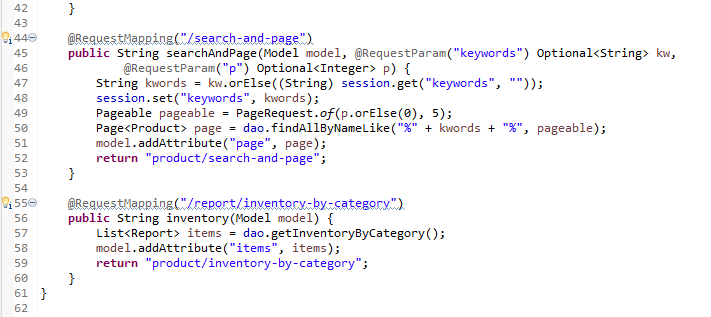 42     }
43
44     @RequestMapping("/search-and-page")
45     public String searchAndPage(Model model, @RequestParam("keywords") Optional<String> kw,
46             @RequestParam("p") Optional<Integer> p) {
47         String kwords = kw.orElse((String) session.get("keywords", ""));
48         session.set("keywords", kwords);
49         Pageable pageable = PageRequest.of(p.orElse(0), 5);
50         Page<Product> page = dao.findAllByNameLike("%" + kwords + "%", pageable);
51         model.addAttribute("page", page);
52         return "product/search-and-page";
53     }
54
55     @RequestMapping("/report/inventory-by-category")
56     public String inventory(Model model) {
57         List<Report> items = dao.getInventoryByCategory();
58         model.addAttribute("items", items);
59         return "product/inventory-by-category";
60     }
61 }
62